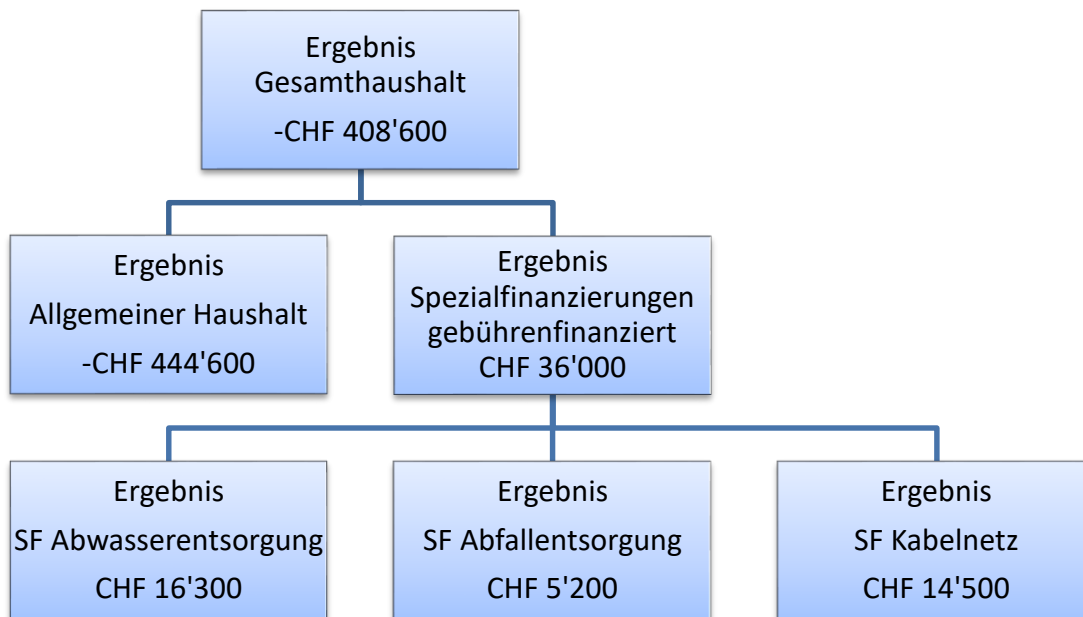 Ergebnis
Gesamthaushalt
-CHF 408'600
Ergebnis
Allgemeiner Haushalt
-CHF 444'600
Ergebnis
Spezialfinanzierungen
gebührenfinanziert
CHF 36'000
Ergebnis
SF Abwasserentsorgung
CHF 16'300
Ergebnis
SF Abfallentsorgung
CHF 5'200
Ergebnis
SF Kabelnetz
CHF 14'500